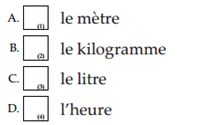 A. (1) le mètre
B. (2) le kilogramme
C. (3) le litre
D. (4) l'heure